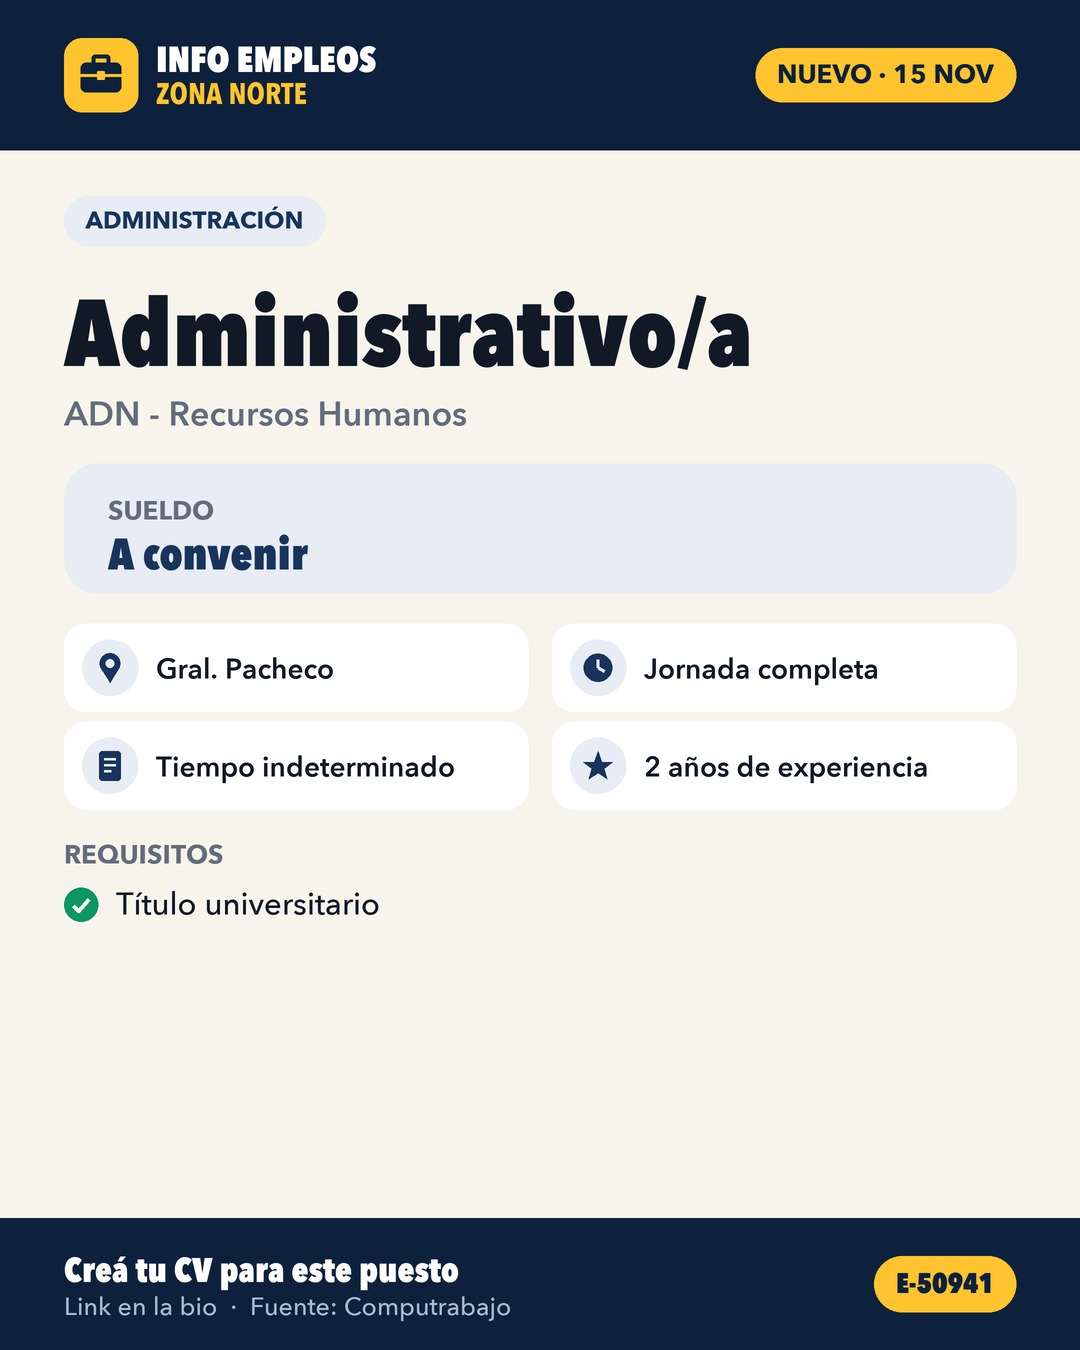 INFO EMPLEOS
ZONA NORTE
NUEVO · 15 NOV
ADMINISTRACIÓN
Administrativo/a
ADN - Recursos Humanos
SUELDO
A convenir
Gral. Pacheco
Jornada completa
Tiempo indeterminado
2 años de experiencia
REQUISITOS
Título universitario
Creá tu CV para este puesto
Link en la bio · Fuente: Computrabajo
E-50941